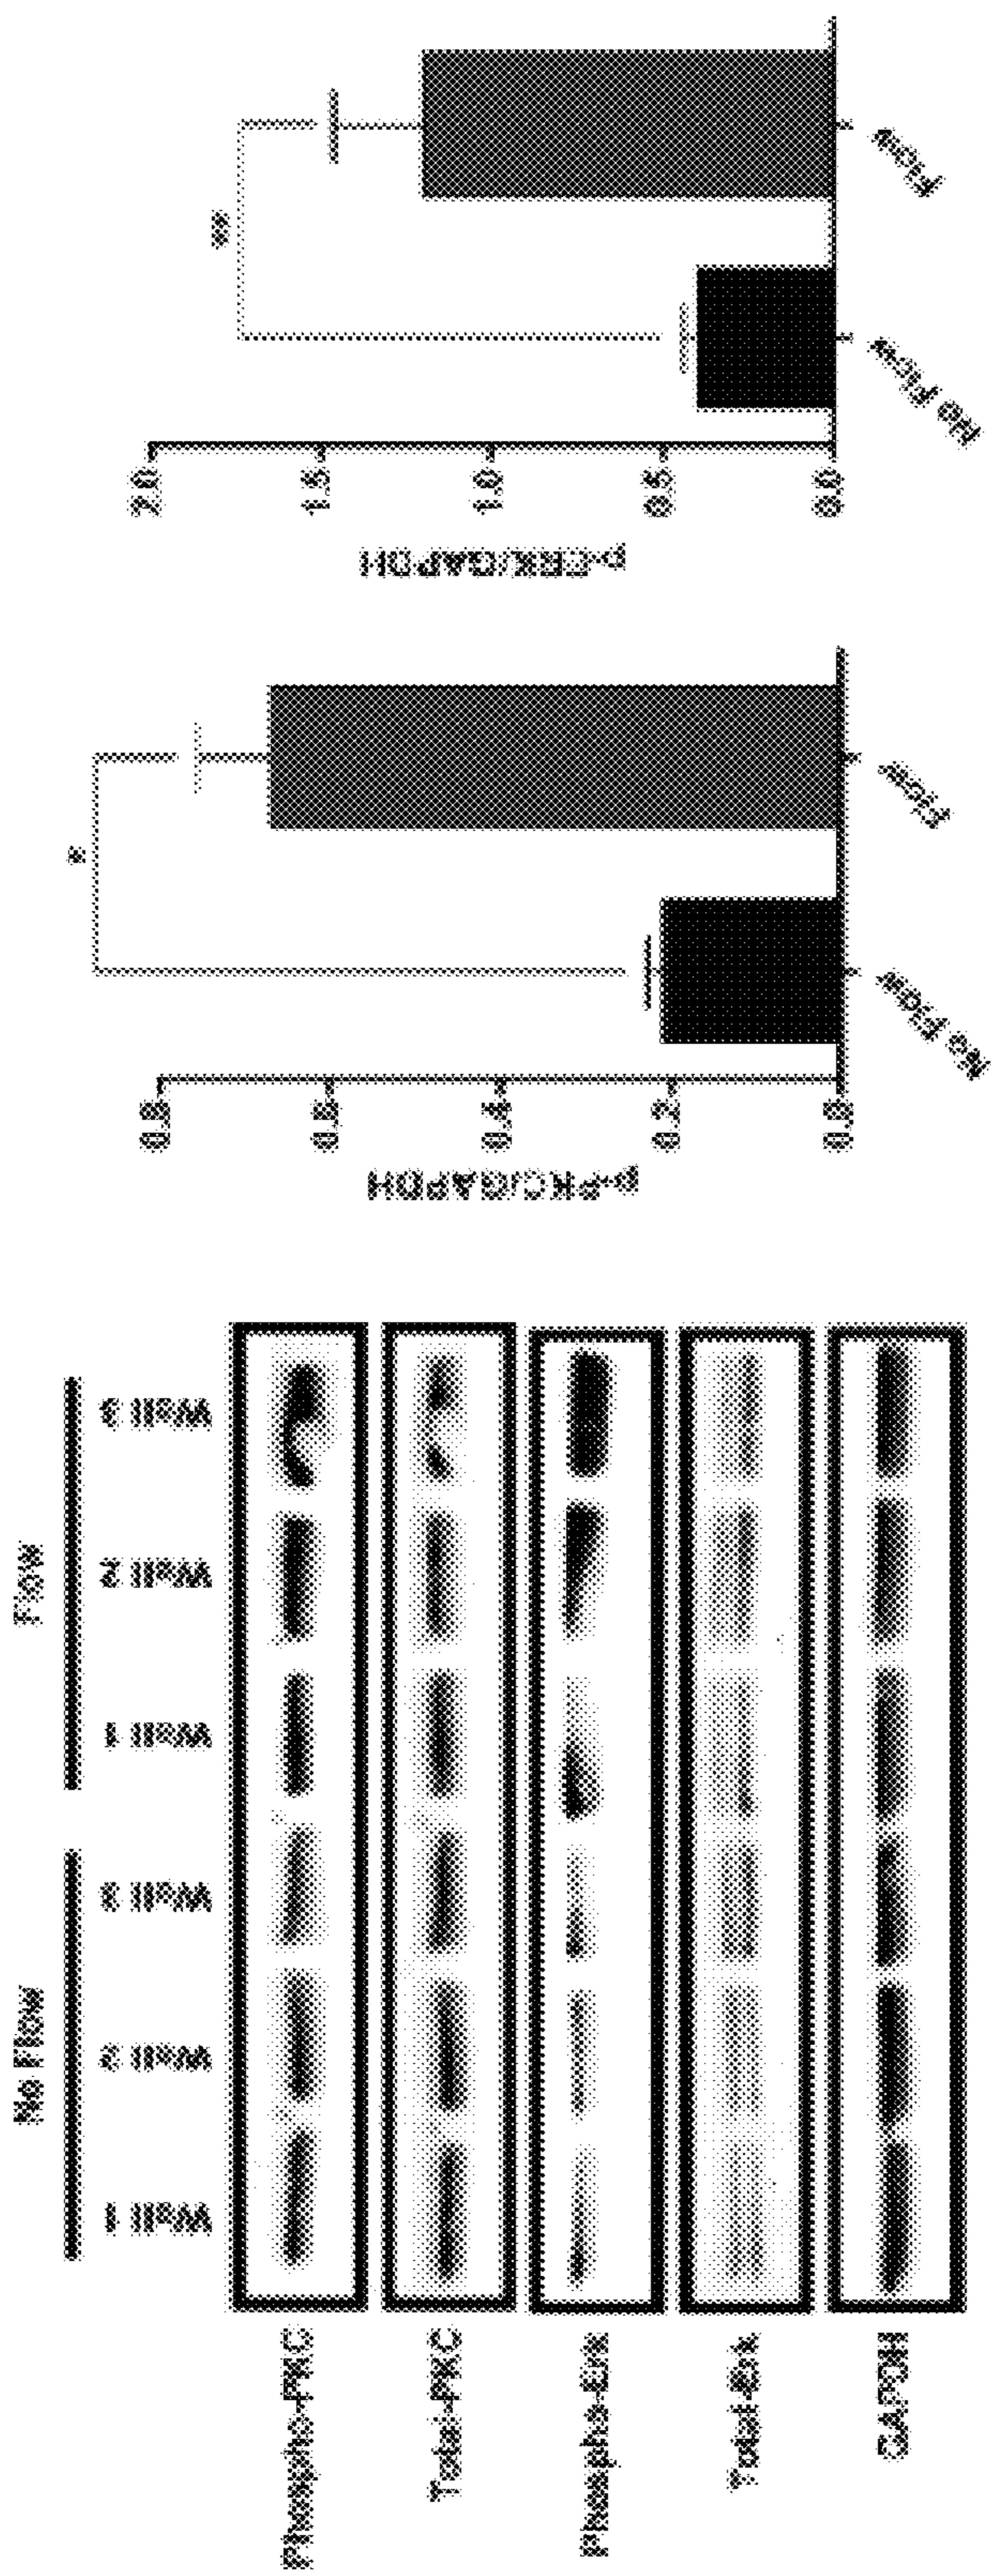 No Flow
Flow
Well 1
Well 2
Well 3
Well 1
Well 2
Well 3
Phospho-PKC
Total-PKC
Phospho-Erk
Total-Erk
GAPDH
p-PKC/GAPDH
0.8
0.6
0.4
0.2
0.0
*
No Flow
Flow
p-ERK/GAPDH
2.0
1.5
1.0
0.5
0.0
**
No Flow
Flow